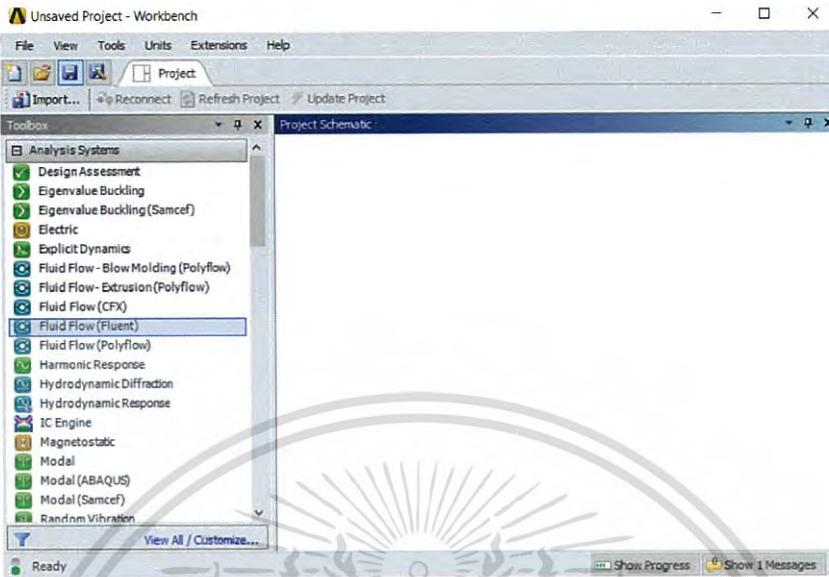 Unsaved Project - Workbench
File View Tools Units Extensions Help
Project
Import... Reconnect Refresh Project Update Project
Toolbox
Project Schematic
Analysis Systems
Design Assessment
Eigenvalue Buckling
Eigenvalue Buckling (Samcef)
Electric
Explicit Dynamics
Fluid Flow - Blow Molding (Polyflow)
Fluid Flow - Extrusion (Polyflow)
Fluid Flow (CFX)
Fluid Flow (Fluent)
Fluid Flow (Polyflow)
Harmonic Response
Hydrodynamic Diffraction
Hydrodynamic Response
IC Engine
Magnetostatic
Modal
Modal (ABAQUS)
Modal (Samcef)
Random Vibration
View All / Customize...
Ready
Show Progress Show 1 Messages